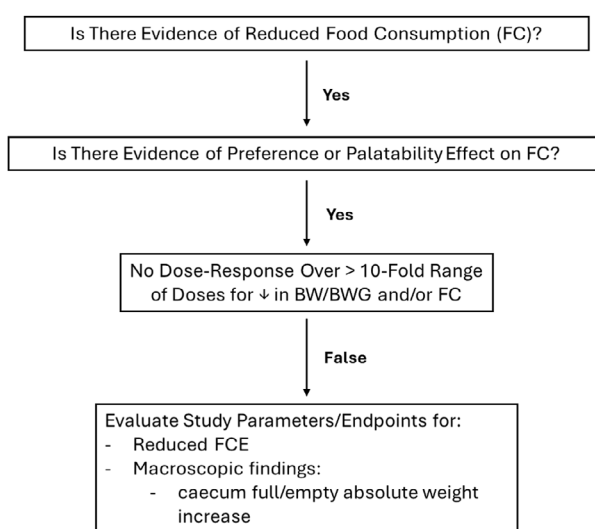 Is There Evidence of Reduced Food Consumption (FC)?
Yes
Is There Evidence of Preference or Palatability Effect on FC?
Yes
No Dose-Response Over > 10-Fold Range
of Doses for ↓ in BW/BWG and/or FC
False
Evaluate Study Parameters/Endpoints for:
- Reduced FCE
- Macroscopic findings:
- caecum full/empty absolute weight
increase